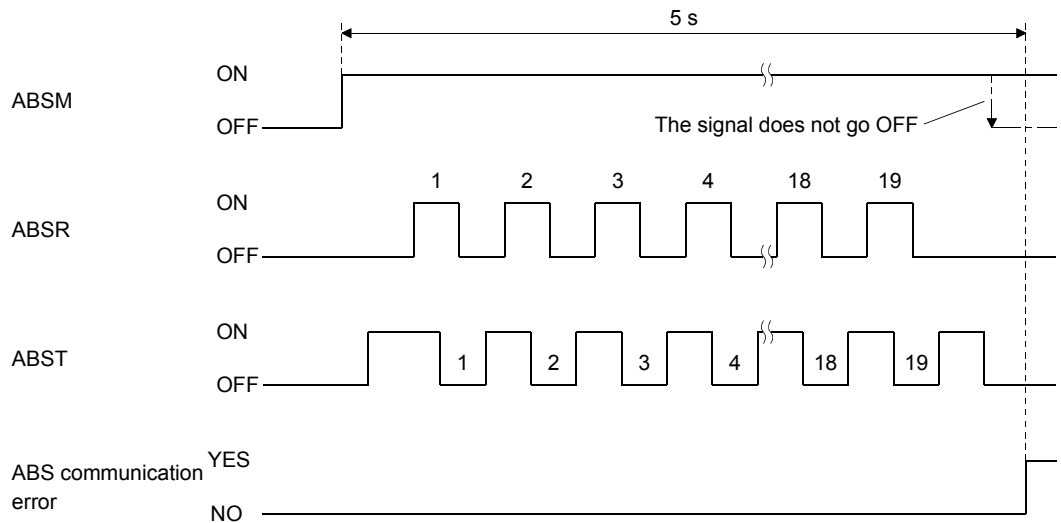 5 s
ABSM
ON
OFF
The signal does not go OFF
ABSR
ON
OFF
1 2 3 4 18 19
ABST
ON
OFF
1 2 3 4 18 19
ABS communication
error
YES
NO